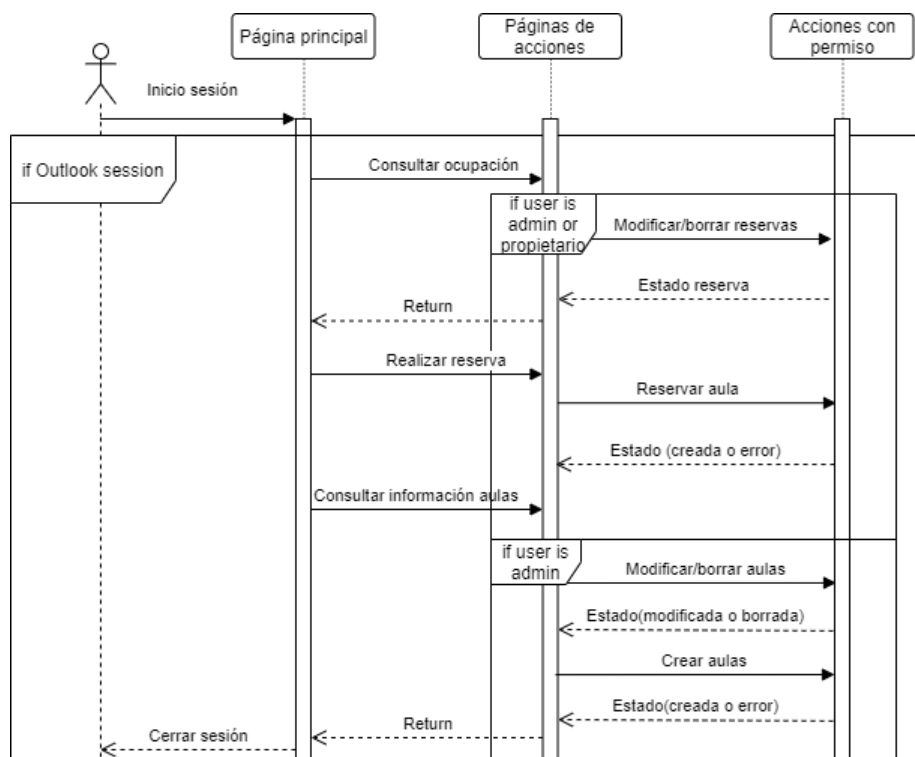 Página principal
Páginas de
acciones
Acciones con
permiso
Inicio sesión
if Outlook session
Consultar ocupación
if user is
admin or
propietario
Modificar/borrar reservas
Estado reserva
Return
Realizar reserva
Reservar aula
Estado (creada o error)
Consultar información aulas
if user is
admin
Modificar/borrar aulas
Estado(modificada o borrada)
Crear aulas
Estado(creada o error)
Return
Cerrar sesión